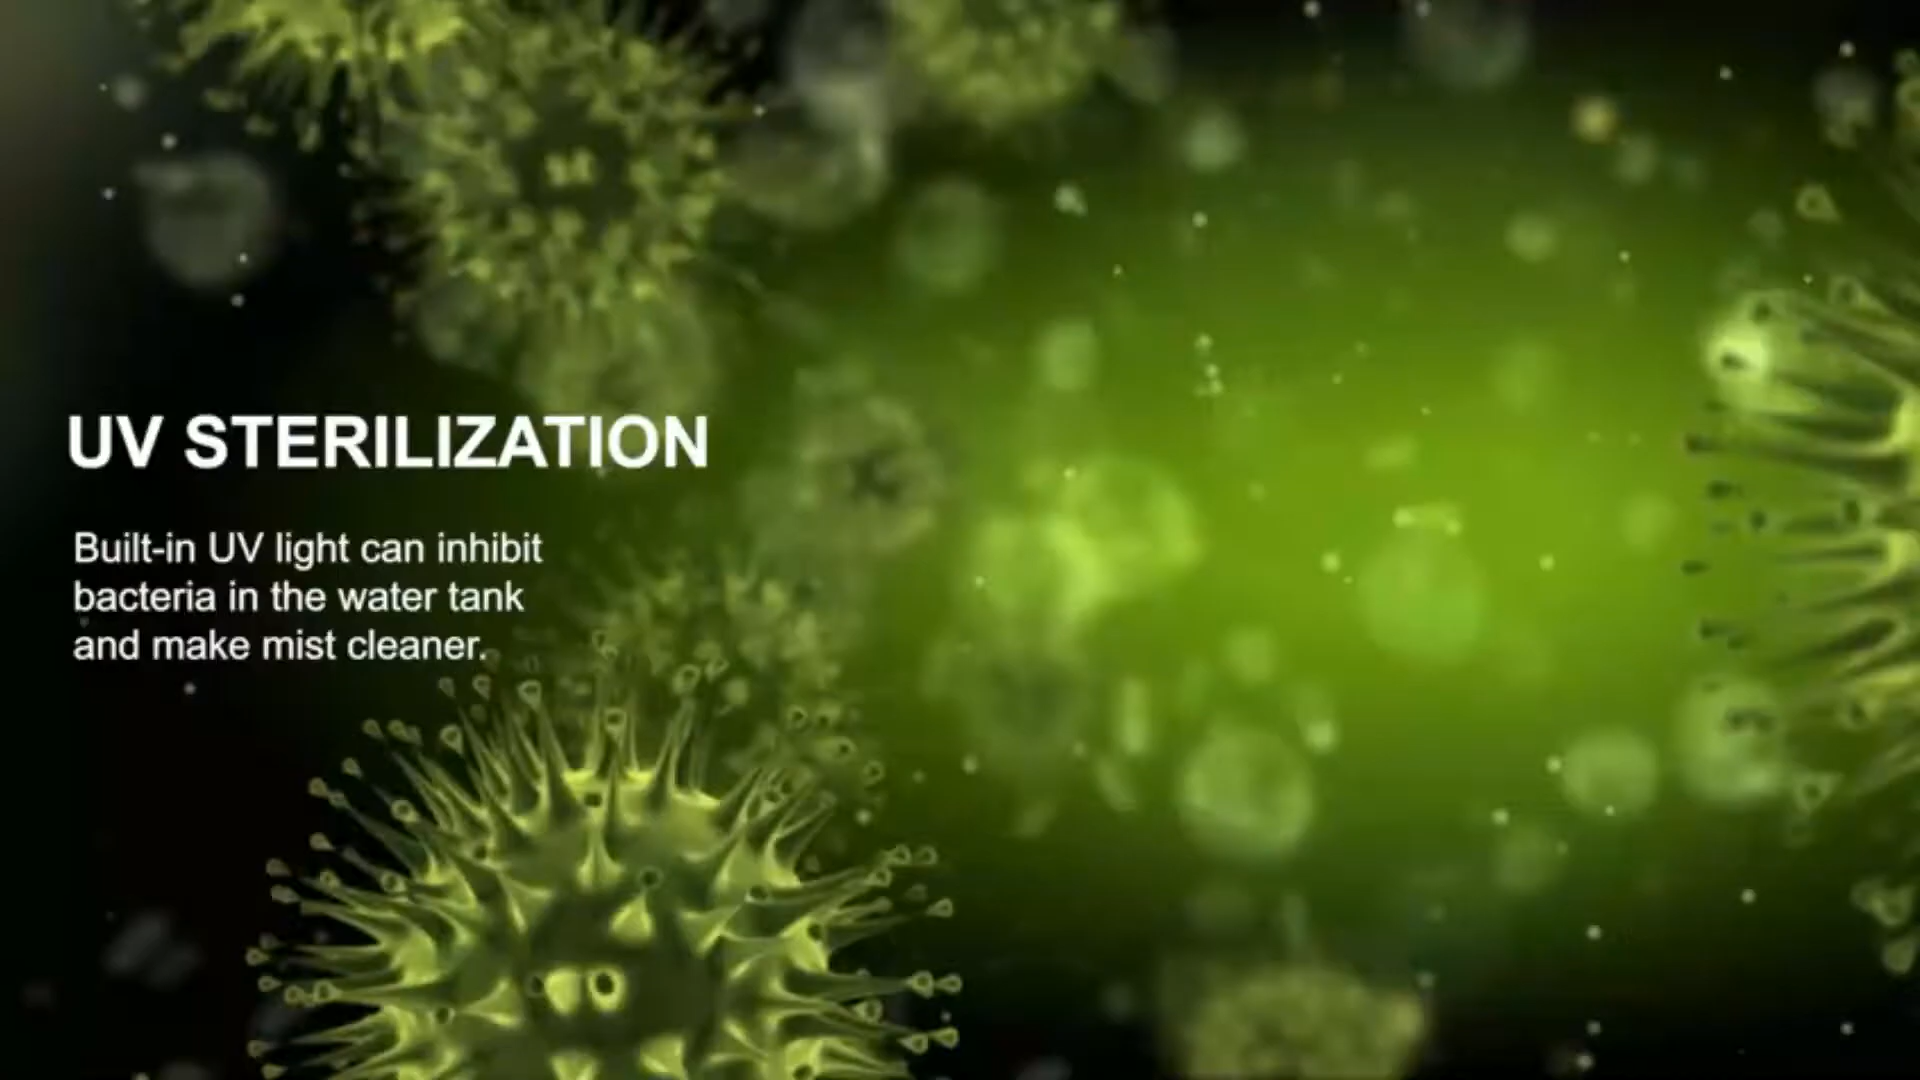 UV STERILIZATION
Built-in UV light can inhibit
bacteria in the water tank
and make mist cleaner.